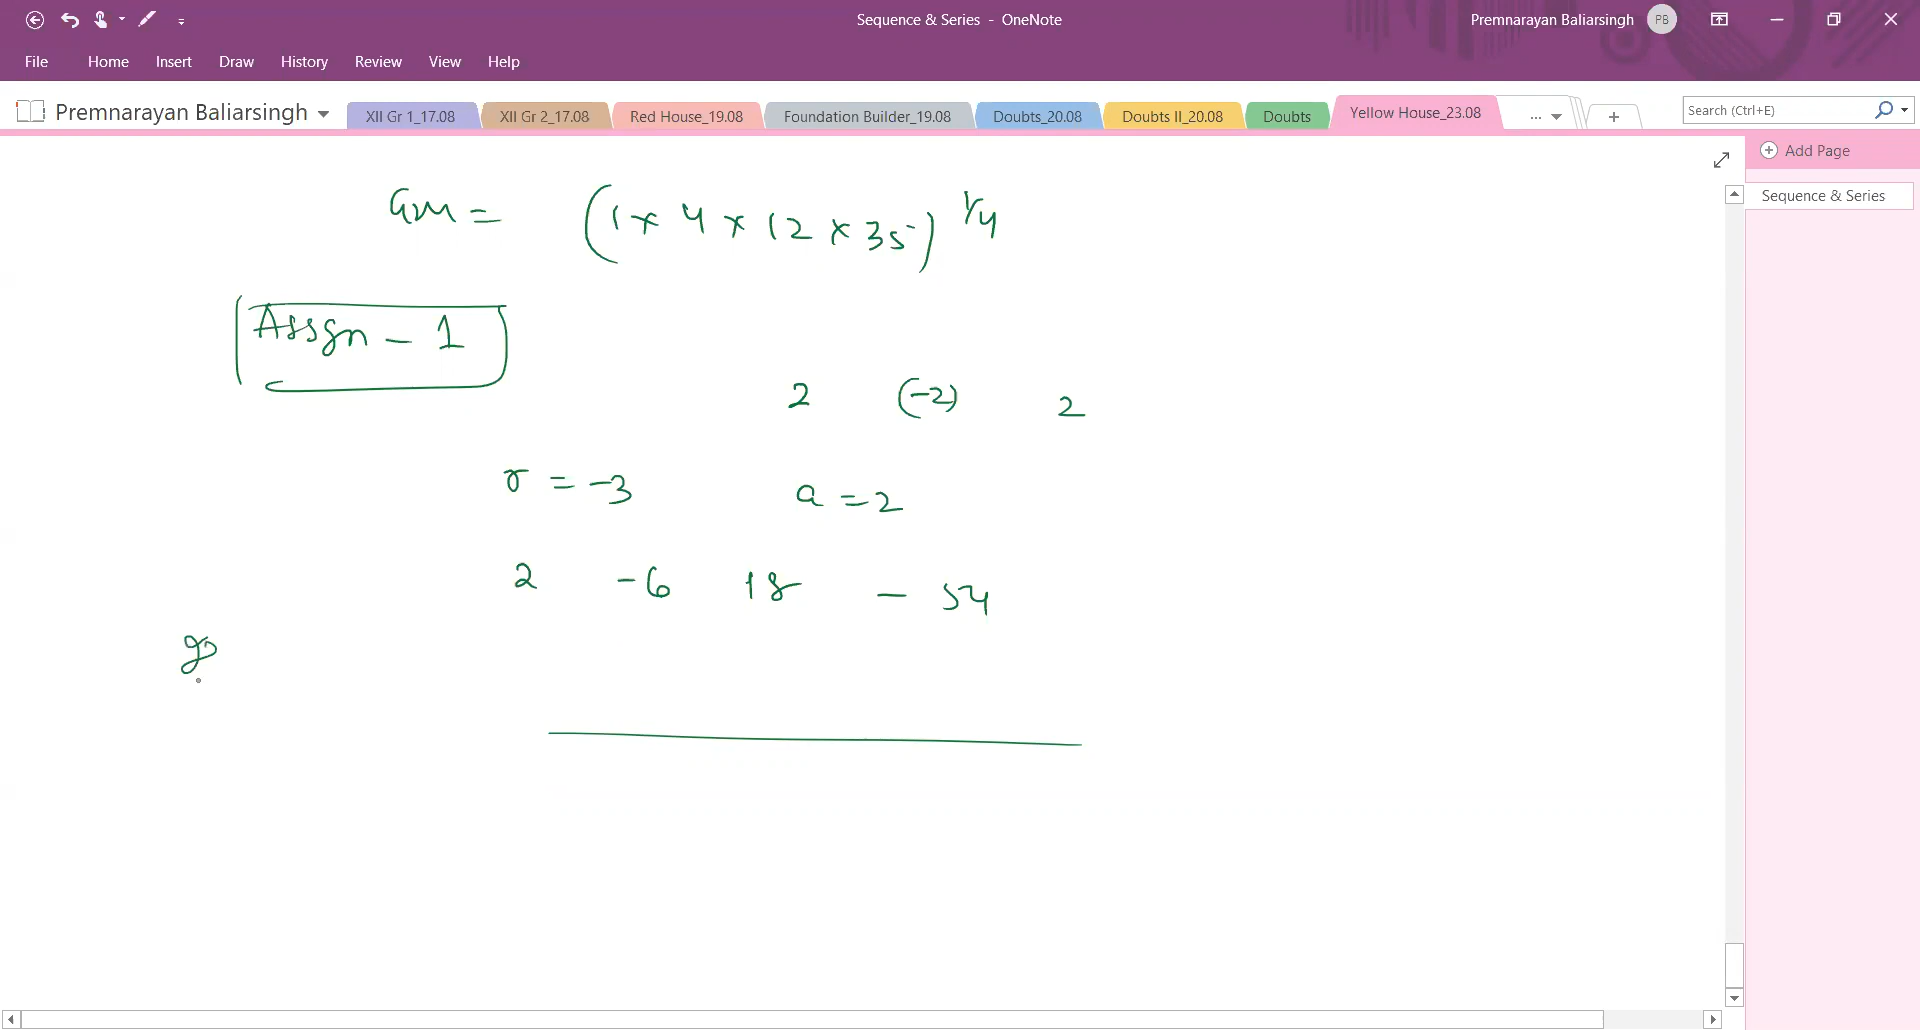 Sequence & Series - OneNote
Premnarayan Baliarsingh PB
File Home Insert Draw History Review View Help
Premnarayan Baliarsingh
XII Gr 1_17.08 XII Gr 2_17.08 Red House_19.08 Foundation Builder_19.08 Doubts_20.08 Doubts II_20.08 Doubts Yellow House_23.08 ... +
Search (Ctrl+E)
Add Page
Sequence & Series
GM = (1 x 4 x 12 x 35)^1/4
Assgn - 1
2 (-2) 2
r = -3 a = 2
2 -6 18 - 54